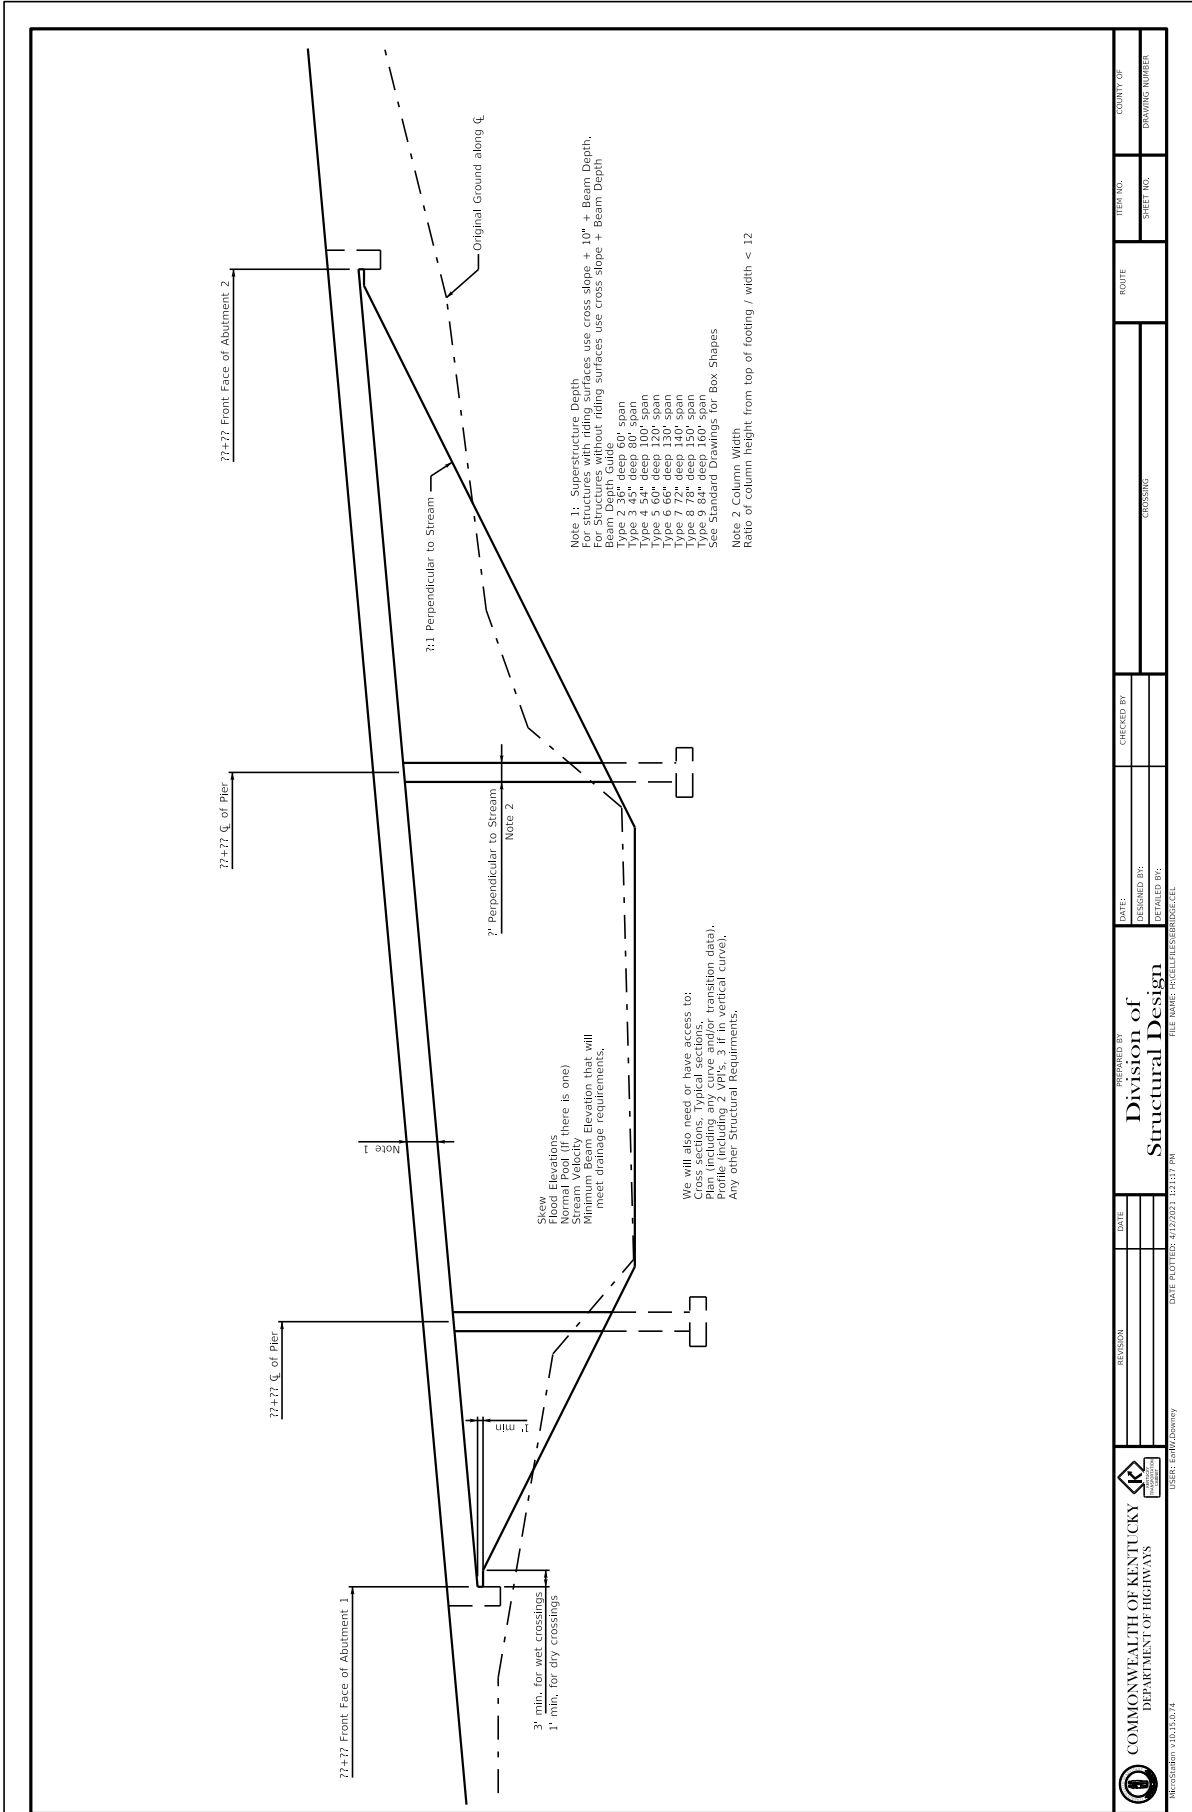 ??+?? Front Face of Abutment 1
??+?? ℄ of Pier
??+?? ℄ of Pier
??+?? Front Face of Abutment 2
Note 1
1' min
3' min. for wet crossings
1' min. for dry crossings
?' Perpendicular to Stream
Note 2
?:1 Perpendicular to Stream
Original Ground along ℄
Skew
Flood Elevations
Normal Pool (If there is one)
Stream Velocity
Minimum Beam Elevation that will
meet drainage requirements.
We will also need or have access to:
Cross sections, Typical sections,
Plan (including any curve and/or transition data).
Profile (including 2 VPI's, 3 if in vertical curve).
Any other Structural Requirments.
Note 1: Superstructure Depth
For structures with riding surfaces use cross slope + 10" + Beam Depth.
For Structures without riding surfaces use cross slope + Beam Depth
Beam Depth Guide
Type 2 36" deep 60' span
Type 3 45" deep 80' span
Type 4 54" deep 100' span
Type 5 60" deep 120' span
Type 6 66" deep 130' span
Type 7 72" deep 140' span
Type 8 78" deep 150' span
Type 9 84" deep 160' span
See Standard Drawings for Box Shapes
Note 2 Column Width
Ratio of column height from top of footing / width < 12
COMMONWEALTH OF KENTUCKY
DEPARTMENT OF HIGHWAYS
KENTUCKY
TRANSPORTATION
CABINET
REVISION
DATE
PREPARED BY
Division of
Structural Design
DATE:
CHECKED BY
DESIGNED BY:
DETAILED BY:
CROSSING
ROUTE
ITEM NO.
SHEET NO.
COUNTY OF
DRAWING NUMBER
MicroStation v10.15.0.74
USER: EarlW.Downey
DATE PLOTTED: 4/12/2021 1:21:17 PM
FILE NAME: H:\CELLFILES\EBRIDGE.CEL